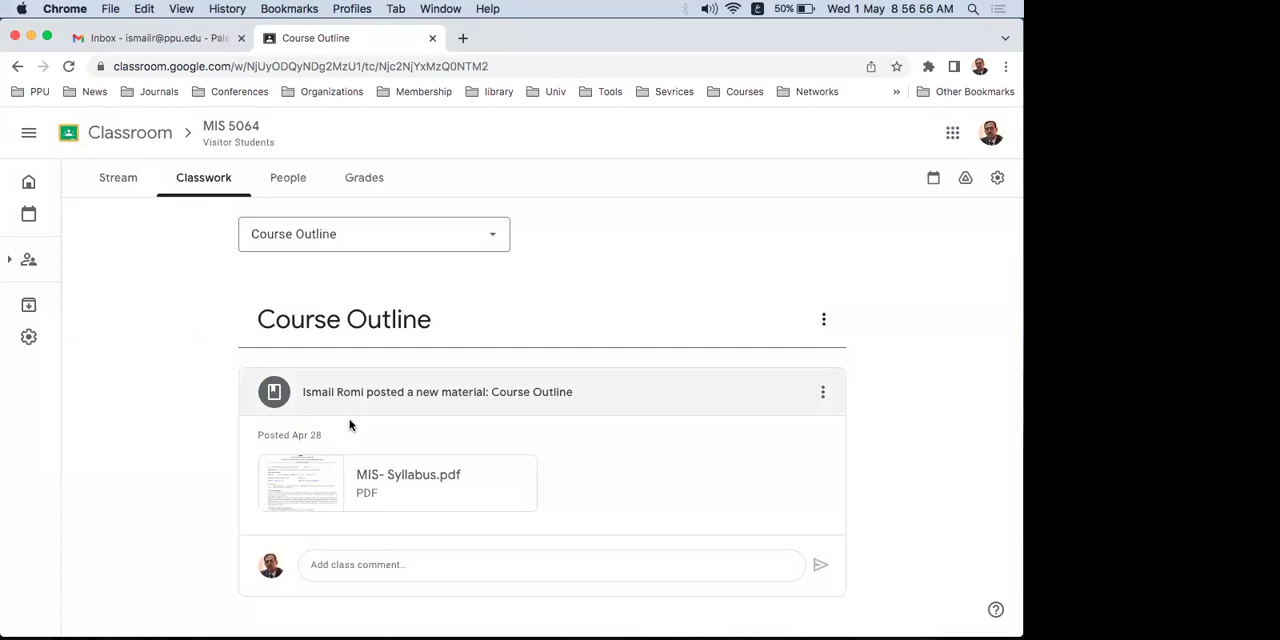 Chrome File Edit View History Bookmarks Profiles Tab Window Help 50% Wed 1 May 8 56 56 AM
Inbox - ismailr@ppu.edu - Pale
Course Outline
classroom.google.com/w/NjUyODQyNDg2MzU1/tc/Njc2NjYxMzQ0NTM2
PPU News Journals Conferences Organizations Membership library Univ Tools Sevices Courses Networks » Other Bookmarks
Classroom
MIS 5064
Visitor Students
Stream Classwork People Grades
Course Outline
Course Outline
Ismail Romi posted a new material: Course Outline
Posted Apr 28
MIS- Syllabus.pdf
PDF
Add class comment...